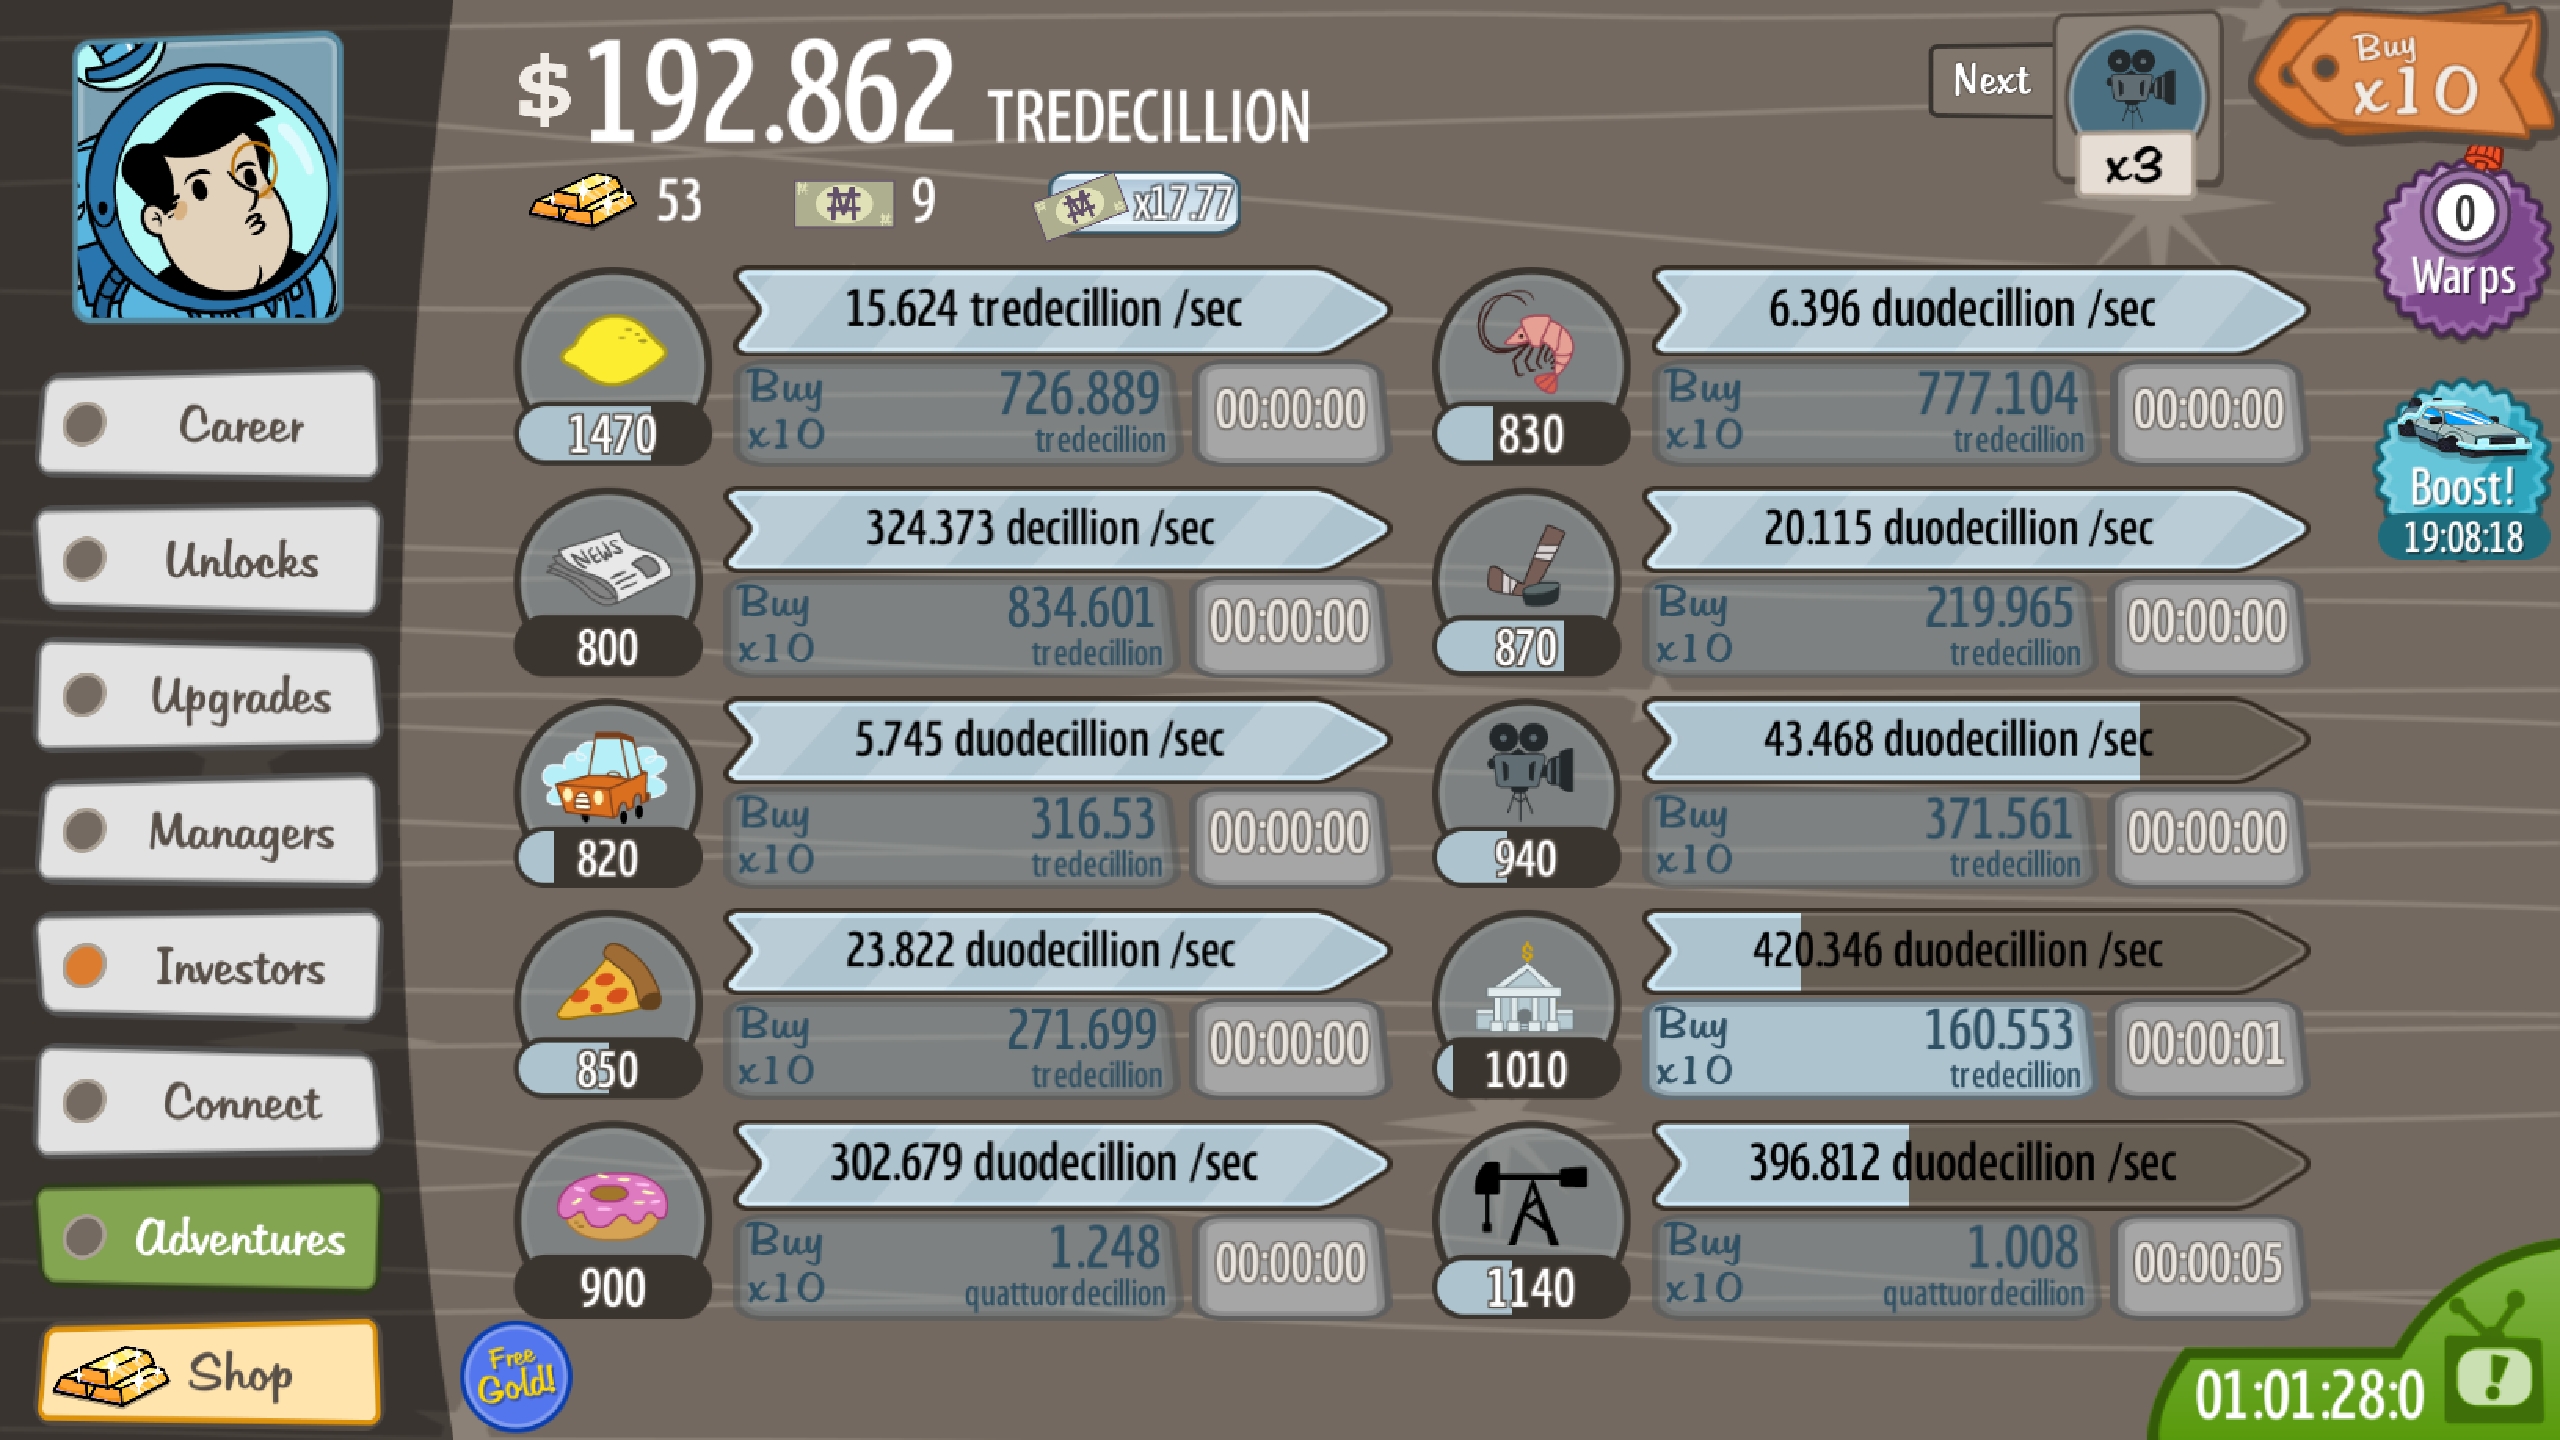 $192.862 TREDECILLION
53 9 x17.77
Next
x3
Buy
x10
0
Warps
Boost!
19:08:18
Career
Unlocks
Upgrades
Managers
Investors
Connect
Adventures
Shop
15.624 tredecillion /sec
1470
Buy x10
726.889 tredecillion
00:00:00
6.396 duodecillion /sec
830
Buy x10
777.104 tredecillion
00:00:00
NEWS
324.373 decillion /sec
800
Buy x10
834.601 tredecillion
00:00:00
20.115 duodecillion /sec
870
Buy x10
219.965 tredecillion
00:00:00
5.745 duodecillion /sec
820
Buy x10
316.53 tredecillion
00:00:00
43.468 duodecillion /sec
940
Buy x10
371.561 tredecillion
00:00:00
23.822 duodecillion /sec
850
Buy x10
271.699 tredecillion
00:00:00
$
420.346 duodecillion /sec
1010
Buy x10
160.553 tredecillion
00:00:01
302.679 duodecillion /sec
900
Buy x10
1.248 quattuordecillion
00:00:00
396.812 duodecillion /sec
1140
Buy x10
1.008 quattuordecillion
00:00:05
Free
Gold!
01:01:28:0
!